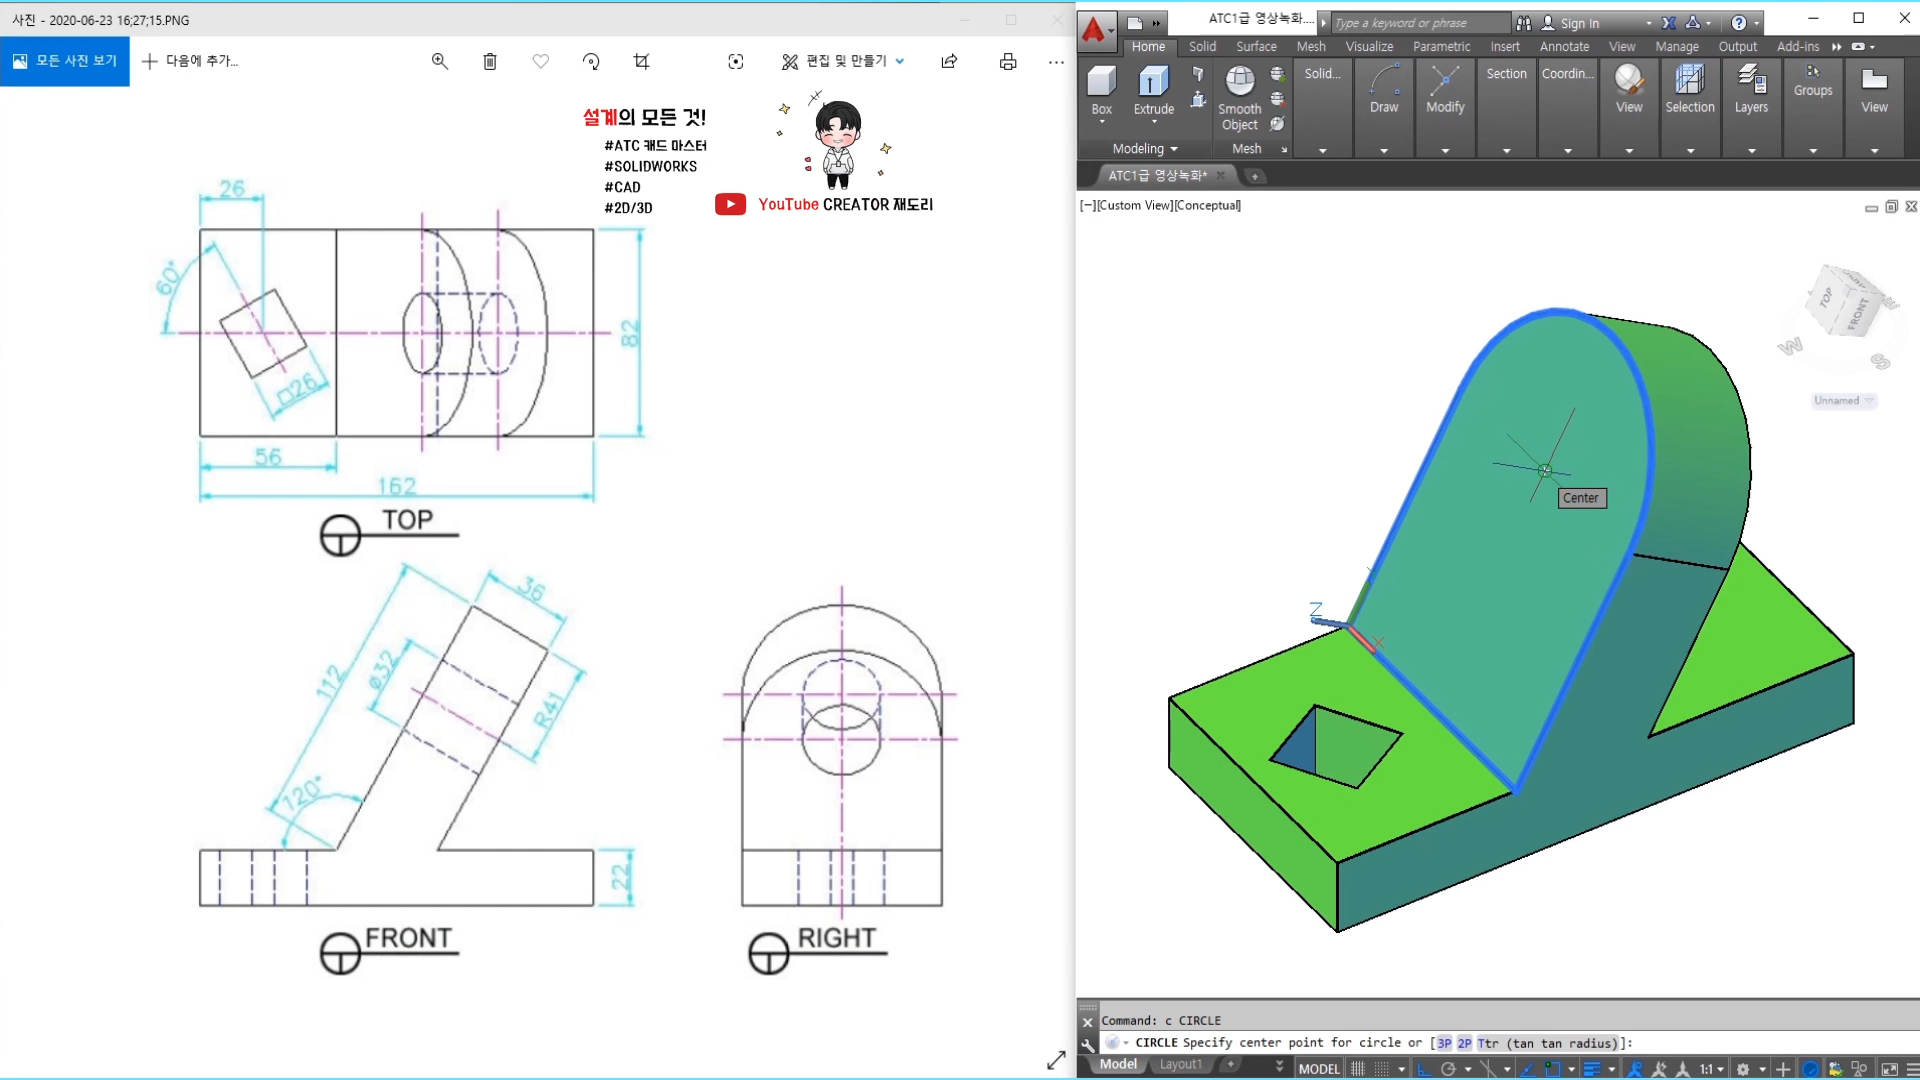 사진 - 2020-06-23 16;27;15.PNG
모든 사진 보기
다음에 추가...
편집 및 만들기
설계의 모든 것!
#ATC 캐드 마스터
#SOLIDWORKS
#CAD
#2D/3D
YouTube CREATOR 재도리
26
60°
82
□26
56
162
TOP
36
112
ø32
R41
120°
22
FRONT
RIGHT
ATC1급 영상녹화....
Type a keyword or phrase
Sign In
Home
Solid
Surface
Mesh
Visualize
Parametric
Insert
Annotate
View
Manage
Output
Add-ins
Box
Extrude
Smooth
Object
Solid...
Draw
Modify
Section
Coordin...
View
Selection
Layers
Groups
View
Modeling
Mesh
ATC1급 영상녹화*
[−][Custom View][Conceptual]
TOP
FRONT
W
S
Unnamed
Center
Z
X
Command: c CIRCLE
CIRCLE Specify center point for circle or [3P 2P Ttr (tan tan radius)]:
Model
Layout1
MODEL
1:1